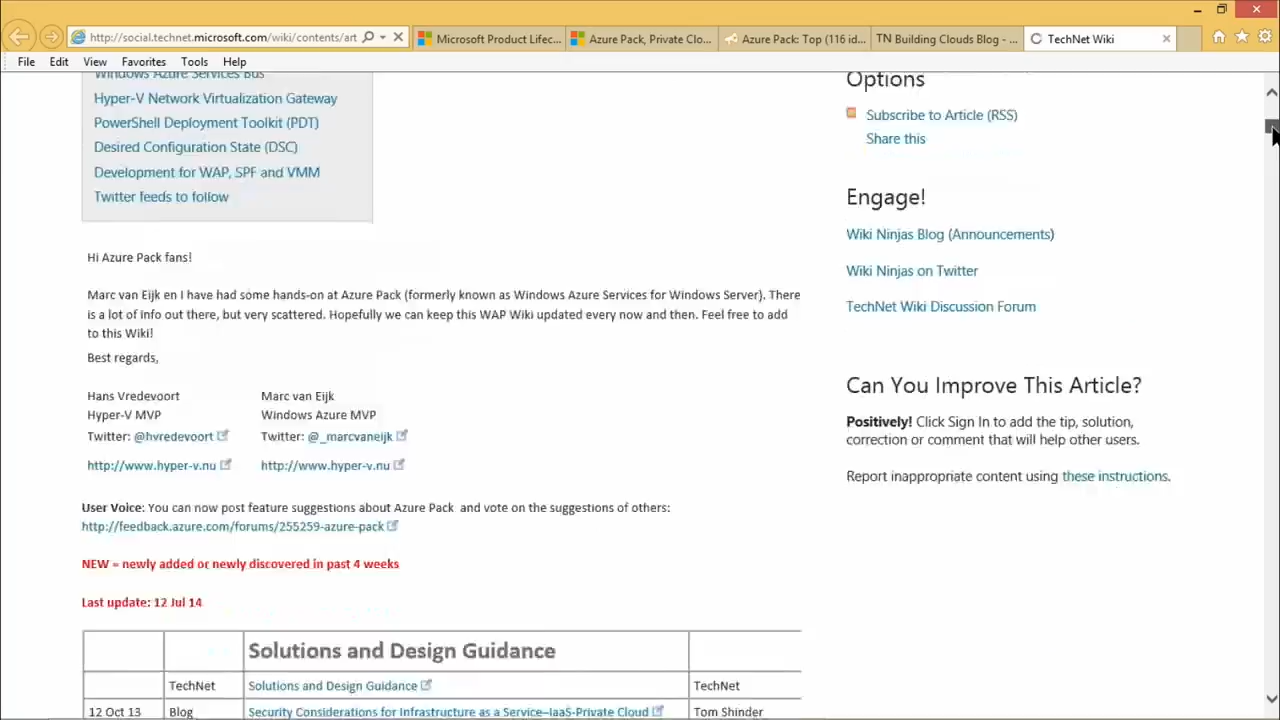 http://social.technet.microsoft.com/wiki/contents/art
Microsoft Product Lifec...
Azure Pack, Private Clo...
Azure Pack: Top (116 id...
TN Building Clouds Blog - ...
TechNet Wiki
File Edit View Favorites Tools Help
Windows Azure Services Bus
Hyper-V Network Virtualization Gateway
PowerShell Deployment Toolkit (PDT)
Desired Configuration State (DSC)
Development for WAP, SPF and VMM
Twitter feeds to follow
Hi Azure Pack fans!
Marc van Eijk en I have had some hands-on at Azure Pack (formerly known as Windows Azure Services for Windows Server). There
is a lot of info out there, but very scattered. Hopefully we can keep this WAP Wiki updated every now and then. Feel free to add
to this Wiki!
Best regards,
Hans Vredevoort Marc van Eijk
Hyper-V MVP Windows Azure MVP
Twitter: @hvredevoort Twitter: @_marcvaneijk
http://www.hyper-v.nu http://www.hyper-v.nu
User Voice: You can now post feature suggestions about Azure Pack and vote on the suggestions of others:
http://feedback.azure.com/forums/255259-azure-pack
NEW = newly added or newly discovered in past 4 weeks
Last update: 12 Jul 14
Solutions and Design Guidance
TechNet Solutions and Design Guidance TechNet
12 Oct 13 Blog Security Considerations for Infrastructure as a Service–IaaS-Private Cloud Tom Shinder
Options
Subscribe to Article (RSS)
Share this
Engage!
Wiki Ninjas Blog (Announcements)
Wiki Ninjas on Twitter
TechNet Wiki Discussion Forum
Can You Improve This Article?
Positively! Click Sign In to add the tip, solution,
correction or comment that will help other users.
Report inappropriate content using these instructions.